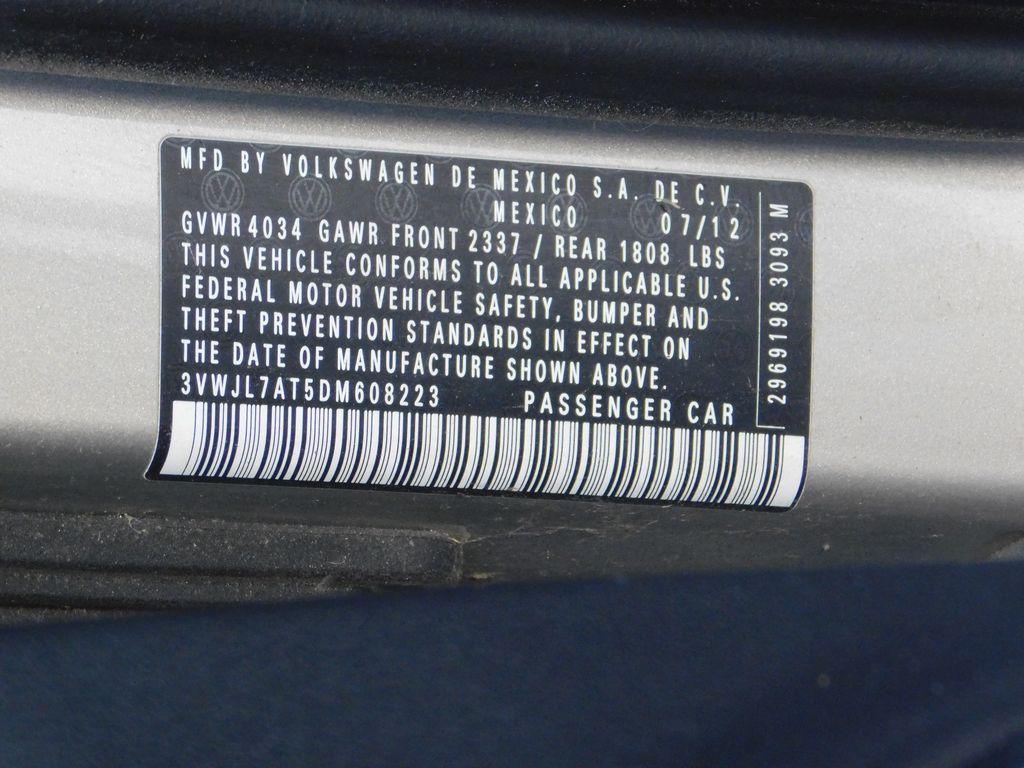 MFD BY VOLKSWAGEN DE MEXICO S.A. DE C.V.
MEXICO 07/12
GVWR 4034 GAWR FRONT 2337 / REAR 1808 LBS
THIS VEHICLE CONFORMS TO ALL APPLICABLE U.S.
FEDERAL MOTOR VEHICLE SAFETY, BUMPER AND
THEFT PREVENTION STANDARDS IN EFFECT ON
THE DATE OF MANUFACTURE SHOWN ABOVE.
3VWJL7AT5DM608223 PASSENGER CAR
2969198 3093 M